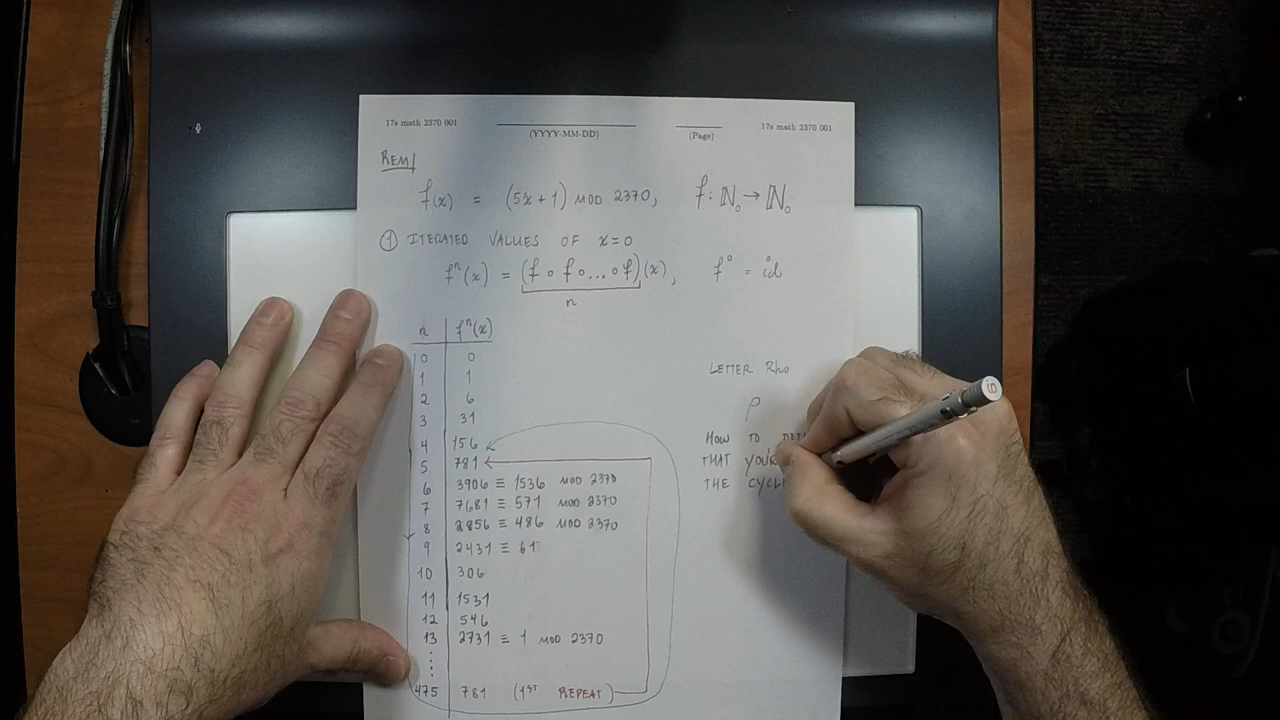 17s math 2370 001 (YYYY-MM-DD) (Page) 17s math 2370 001
REM
f(x) = (5x + 1) MOD 2370, f: ℕ₀ → ℕ₀
① ITERATED VALUES OF x=0
fⁿ(x) = (f ∘ f ∘ ... ∘ f)(x), f⁰ = id
n
n fⁿ(x)
0 0
1 1
2 6
3 31
4 156
5 781
6 3906 ≡ 1536 MOD 2370
7 7681 ≡ 571 MOD 2370
8 2856 ≡ 486 MOD 2370
9 2431 ≡ 61
10 306
11 1531
12 546
13 2731 ≡ 1 MOD 2370
475 781 (1ST REPEAT)
LETTER Rho
ρ
HOW TO
THAT YOU'RE
THE
6